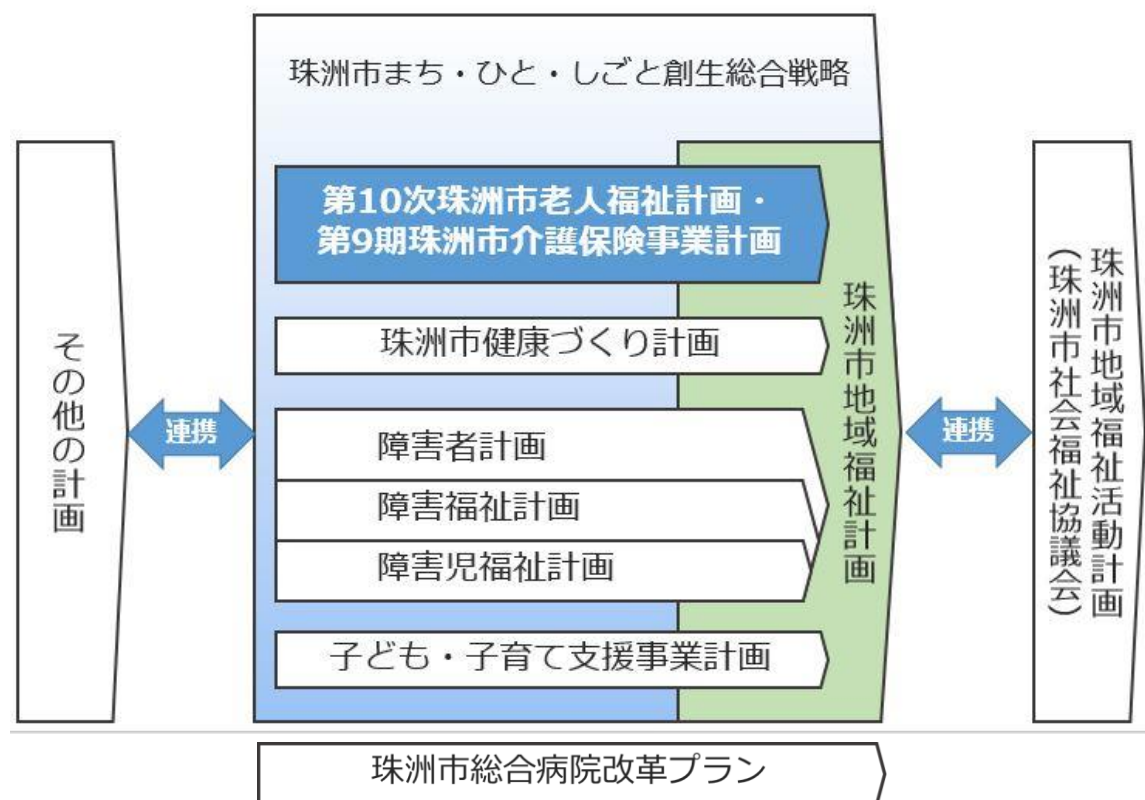 珠洲市まち・ひと・しごと創生総合戦略
第10次珠洲市老人福祉計画・
第9期珠洲市介護保険事業計画
珠洲市健康づくり計画
障害者計画
障害福祉計画
障害児福祉計画
子ども・子育て支援事業計画
珠洲市地域福祉計画
その他の計画
連携
連携
珠洲市地域福祉活動計画
(珠洲市社会福祉協議会)
珠洲市総合病院改革プラン